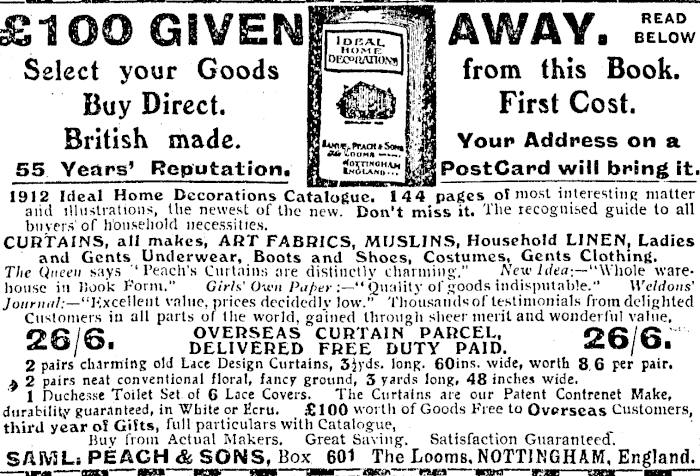 £100 GIVEN AWAY. READ BELOW
Select your Goods from this Book.
Buy Direct. First Cost.
British made. Your Address on a
55 Years' Reputation. PostCard will bring it.
IDEAL
HOME
DECORATIONS
SAMUEL PEACH & SONS
The LOOMS
NOTTINGHAM
ENGLAND
1912 Ideal Home Decorations Catalogue. 144 pages of most interesting matter
and illustrations, the newest of the new. Don't miss it. The recognised guide to all
buyers of household necessities.
CURTAINS, all makes, ART FABRICS, MUSLINS, Household LINEN, Ladies
and Gents Underwear, Boots and Shoes, Costumes, Gents Clothing.
The Queen says "Peach's Curtains are distinctly charming." New Idea:—"Whole ware-
house in Book Form." Girls' Own Paper:—"Quality of goods indisputable." Weldons'
Journal:—"Excellent value, prices decidedly low." Thousands of testimonials from delighted
Customers in all parts of the world, gained through sheer merit and wonderful value.
26/6. OVERSEAS CURTAIN PARCEL, 26/6.
DELIVERED FREE DUTY PAID.
2 pairs charming old Lace Design Curtains, 3½yds. long. 60ins. wide, worth 8/6 per pair.
2 pairs neat conventional floral, fancy ground, 3 yards long, 48 inches wide.
1 Duchesse Toilet Set of 6 Lace Covers. The Curtains are our Patent Contrenet Make,
durability guaranteed, in White or Ecru. £100 worth of Goods Free to Overseas Customers,
third year of Gifts, full particulars with Catalogue,
Buy from Actual Makers. Great Saving. Satisfaction Guaranteed.
SAML: PEACH & SONS, Box 601 The Looms, NOTTINGHAM, England.